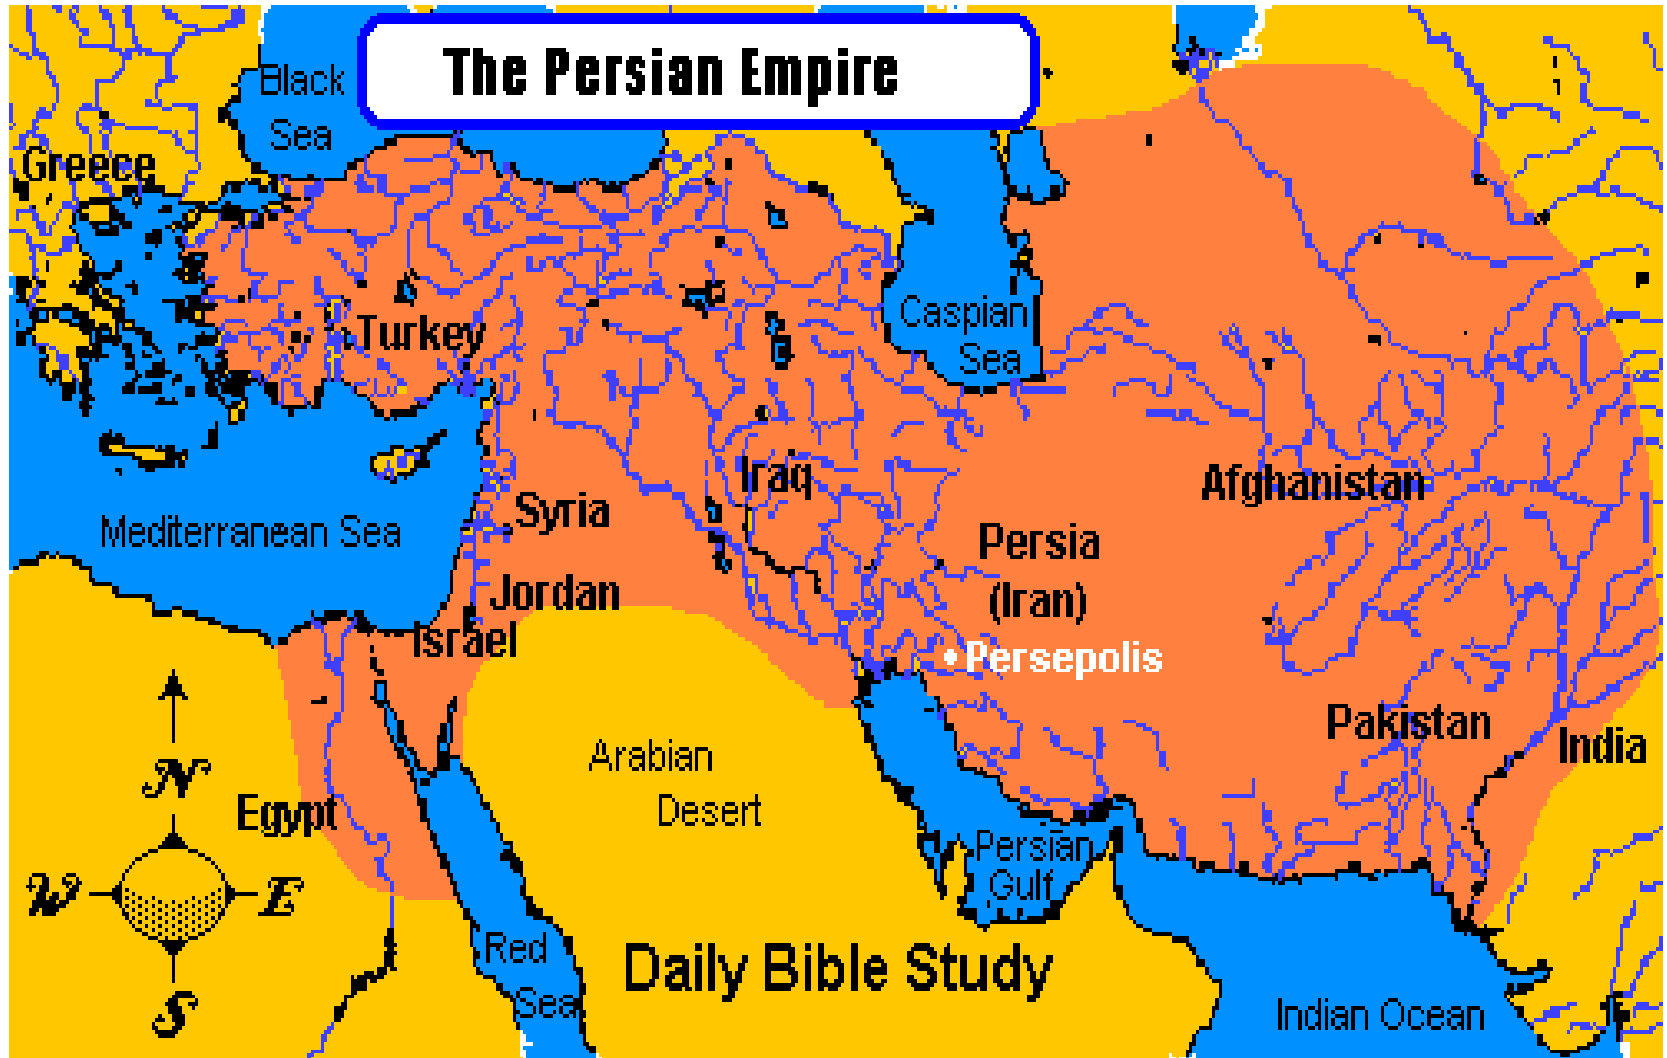 The Persian Empire
Black
Sea
Greece
Caspian
Sea
Turkey
Iraq
Afghanistan
Syria
Mediterranean Sea
Persia
(Iran)
Jordan
Israel
Persepolis
Pakistan
India
Arabian
Desert
N
Egypt
Persian
Gulf
W
E
Red
Sea
Daily Bible Study
S
Indian Ocean